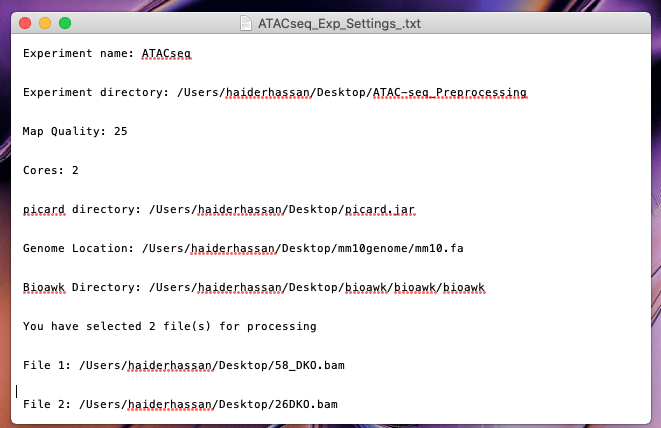 ATACseq_Exp_Settings_.txt
Experiment name: ATACseq
Experiment directory: /Users/haiderhassan/Desktop/ATAC-seq_Preprocessing
Map Quality: 25
Cores: 2
picard directory: /Users/haiderhassan/Desktop/picard.jar
Genome Location: /Users/haiderhassan/Desktop/mm10genome/mm10.fa
Bioawk Directory: /Users/haiderhassan/Desktop/bioawk/bioawk/bioawk
You have selected 2 file(s) for processing
File 1: /Users/haiderhassan/Desktop/58_DKO.bam
File 2: /Users/haiderhassan/Desktop/26DKO.bam